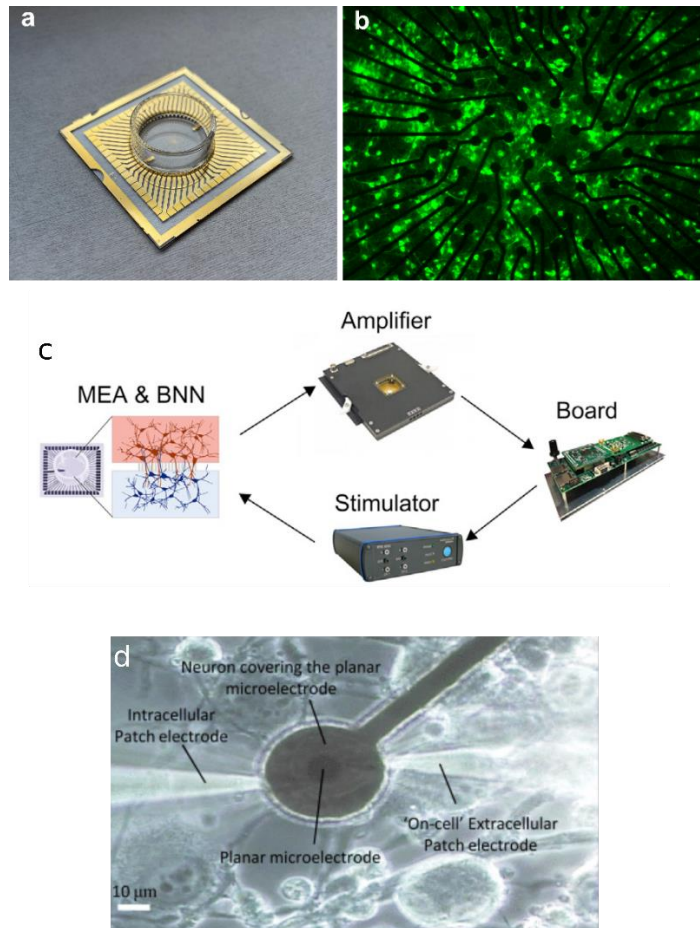 a
b
c
Amplifier
MEA & BNN
Board
Stimulator
d
Neuron covering the planar
microelectrode
Intracellular
Patch electrode
'On-cell' Extracellular
Patch electrode
Planar microelectrode
10 μm